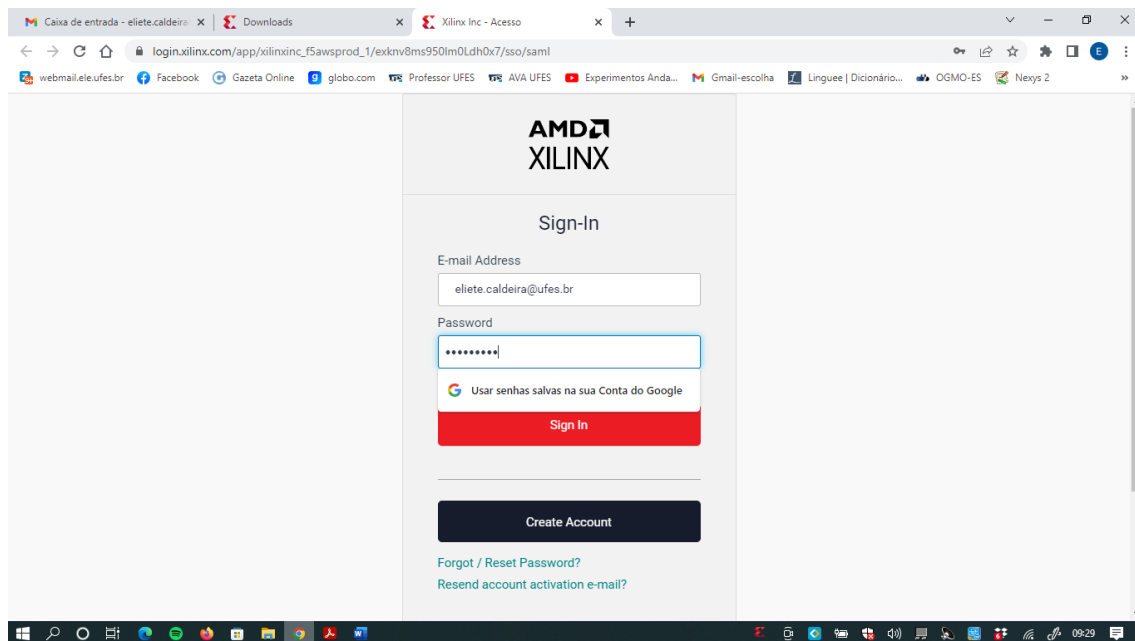 Caixa de entrada - eliete.caldeira
Downloads
Xilinx Inc - Acesso
login.xilinx.com/app/xilinxinc_f5awsprod_1/exknv8ms950lm0Ldh0x7/sso/saml
E
webmail.ele.ufes.br
Facebook
Gazeta Online
globo.com
Professor UFES
AVA UFES
Experimentos Anda...
Gmail-escolha
Linguee | Dicionário...
OGMO-ES
Nexys 2
»
AMD
XILINX
Sign-In
E-mail Address
eliete.caldeira@ufes.br
Password
•••••••••
Usar senhas salvas na sua Conta do Google
Sign In
Create Account
Forgot / Reset Password?
Resend account activation e-mail?
09:29